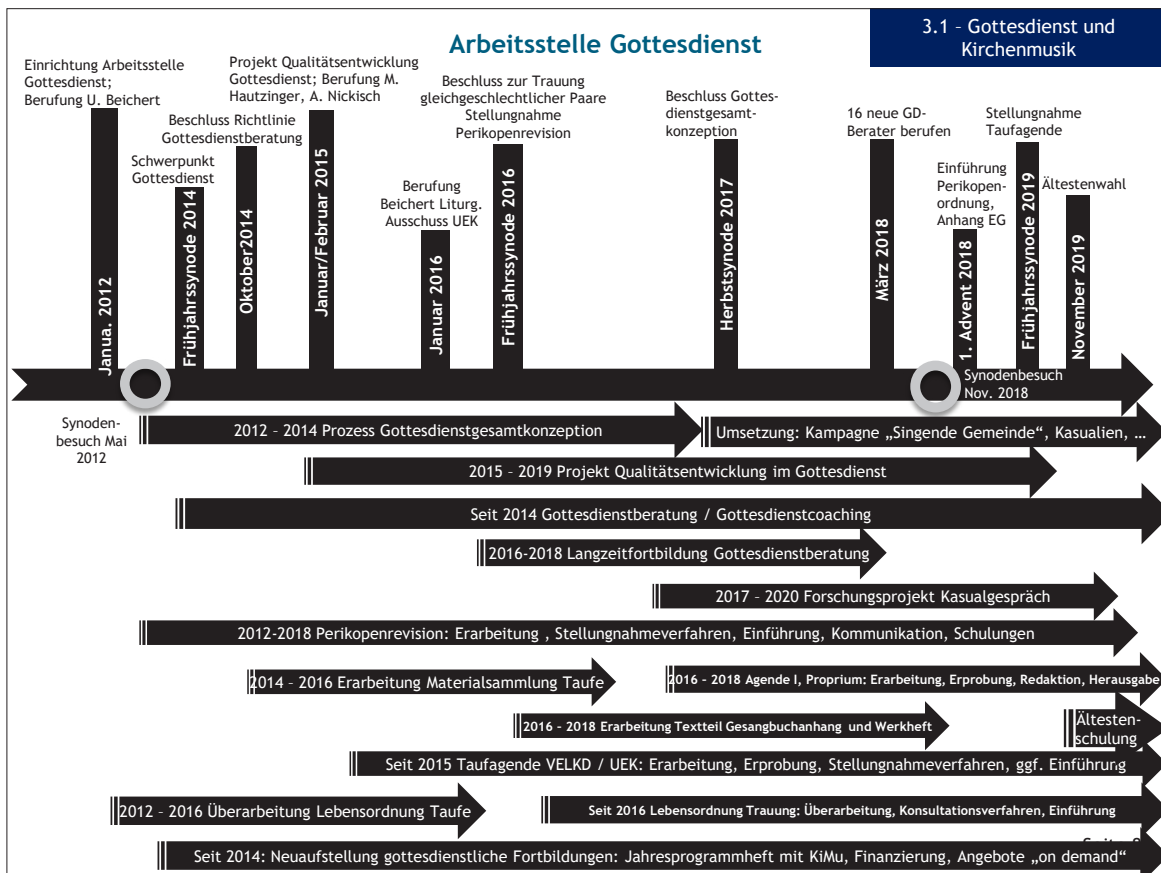 Arbeitsstelle Gottesdienst
3.1 – Gottesdienst und
Kirchenmusik
Einrichtung Arbeitsstelle
Gottesdienst;
Berufung U. Beichert
Janua. 2012
Schwerpunkt
Gottesdienst
Frühjahrssynode 2014
Beschluss Richtlinie
Gottesdienstberatung
Oktober2014
Projekt Qualitätsentwicklung
Gottesdienst; Berufung M.
Hautzinger, A. Nickisch
Januar/Februar 2015
Berufung
Beichert Liturg.
Ausschuss UEK
Januar 2016
Beschluss zur Trauung
gleichgeschlechtlicher Paare
Stellungnahme
Perikopenrevision)
Frühjahrssynode 2016
Beschluss Gottes-
dienstgesamt-
konzeption
Herbstsynode 2017
16 neue GD-
Berater berufen
März 2018
Einführung
Perikopen-
ordnung,
Anhang EG
1. Advent 2018
Stellungnahme
Taufagende
Frühjahrssynode 2019
Ältestenwahl
November 2019
Synoden-
besuch Mai
2012
Synodenbesuch
Nov. 2018
2012 – 2014 Prozess Gottesdienstgesamtkonzeption
Umsetzung: Kampagne „Singende Gemeinde“, Kasualien, …
2015 – 2019 Projekt Qualitätsentwicklung im Gottesdienst
Seit 2014 Gottesdienstberatung / Gottesdienstcoaching
2016-2018 Langzeitfortbildung Gottesdienstberatung
2017 – 2020 Forschungsprojekt Kasualgespräch
2012-2018 Perikopenrevision: Erarbeitung , Stellungnahmeverfahren, Einführung, Kommunikation, Schulungen
2014 – 2016 Erarbeitung Materialsammlung Taufe
2016 – 2018 Agende I, Proprium: Erarbeitung, Erprobung, Redaktion, Herausgabe
2016 – 2018 Erarbeitung Textteil Gesangbuchanhang und Werkheft
Ältesten-
schulung
Seit 2015 Taufagende VELKD / UEK: Erarbeitung, Erprobung, Stellungnahmeverfahren, ggf. Einführung
2012 – 2016 Überarbeitung Lebensordnung Taufe
Seit 2016 Lebensordnung Trauung: Überarbeitung, Konsultationsverfahren, Einführung
Seit 2014: Neuaufstellung gottesdienstliche Fortbildungen: Jahresprogrammheft mit KiMu, Finanzierung, Angebote „on demand“